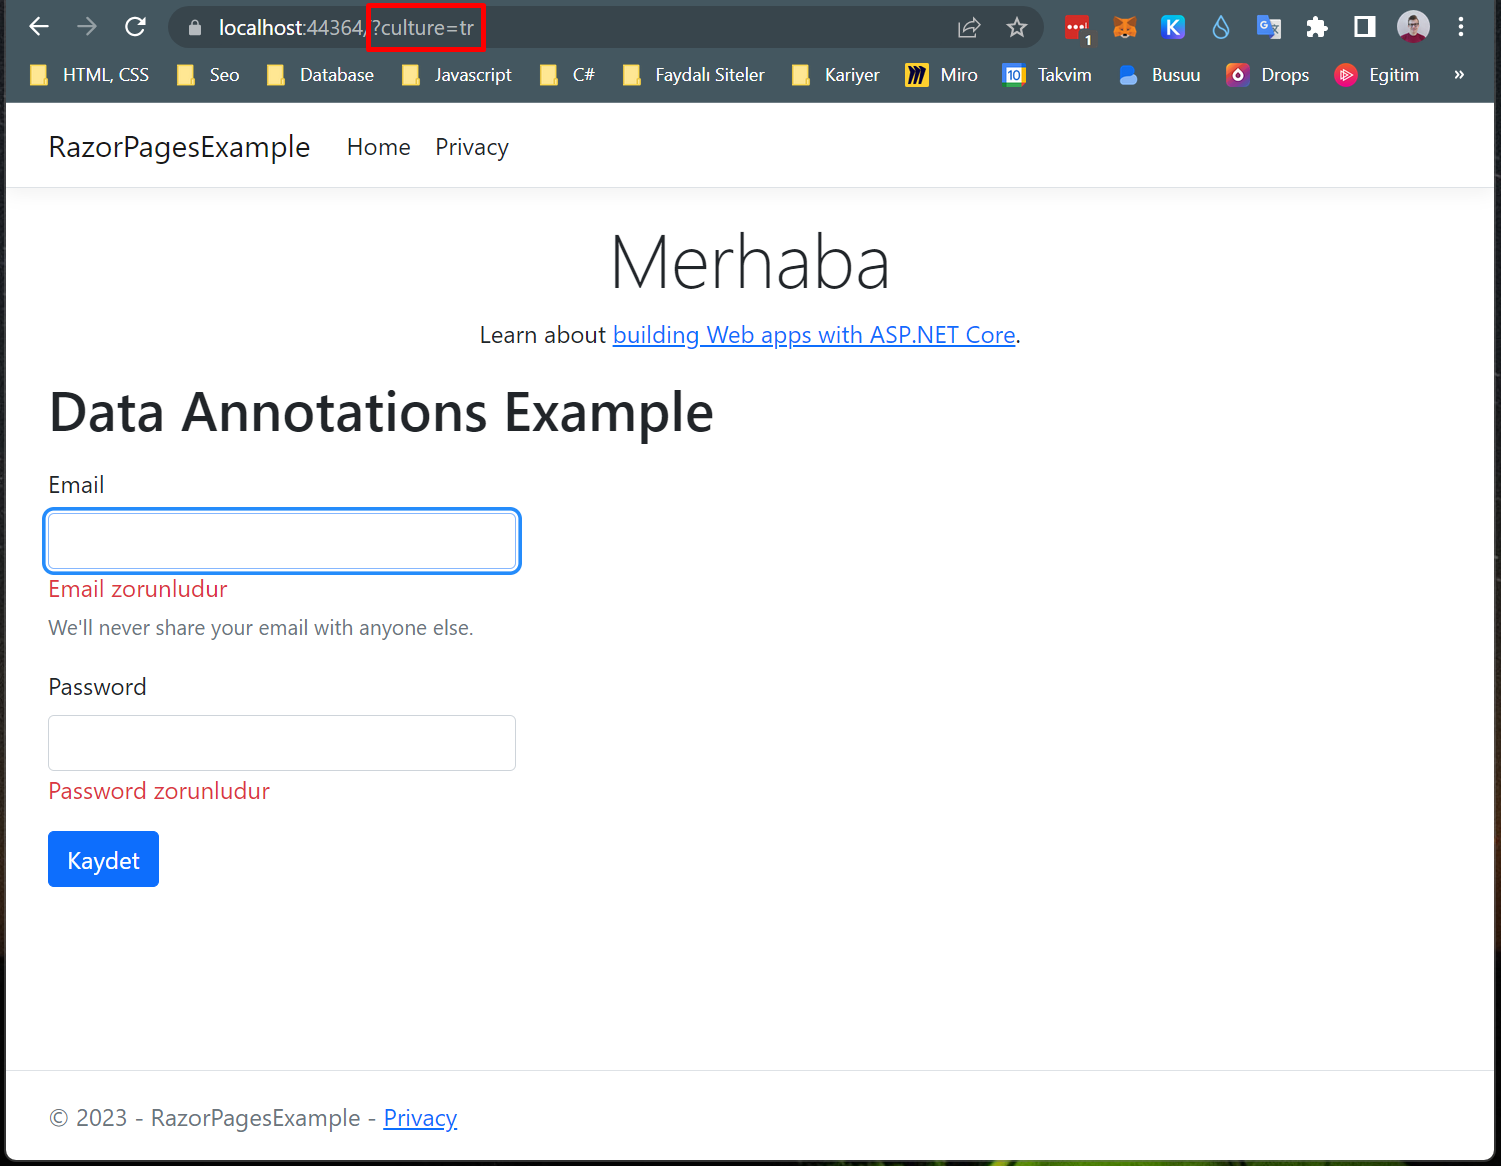 localhost:44364/?culture=tr
1
HTML, CSS Seo Database Javascript C# Faydalı Siteler Kariyer Miro 10 Takvim Busuu Drops Egitim »
RazorPagesExample Home Privacy
Merhaba
Learn about building Web apps with ASP.NET Core.
Data Annotations Example
Email
Email zorunludur
We'll never share your email with anyone else.
Password
Password zorunludur
Kaydet
© 2023 - RazorPagesExample - Privacy